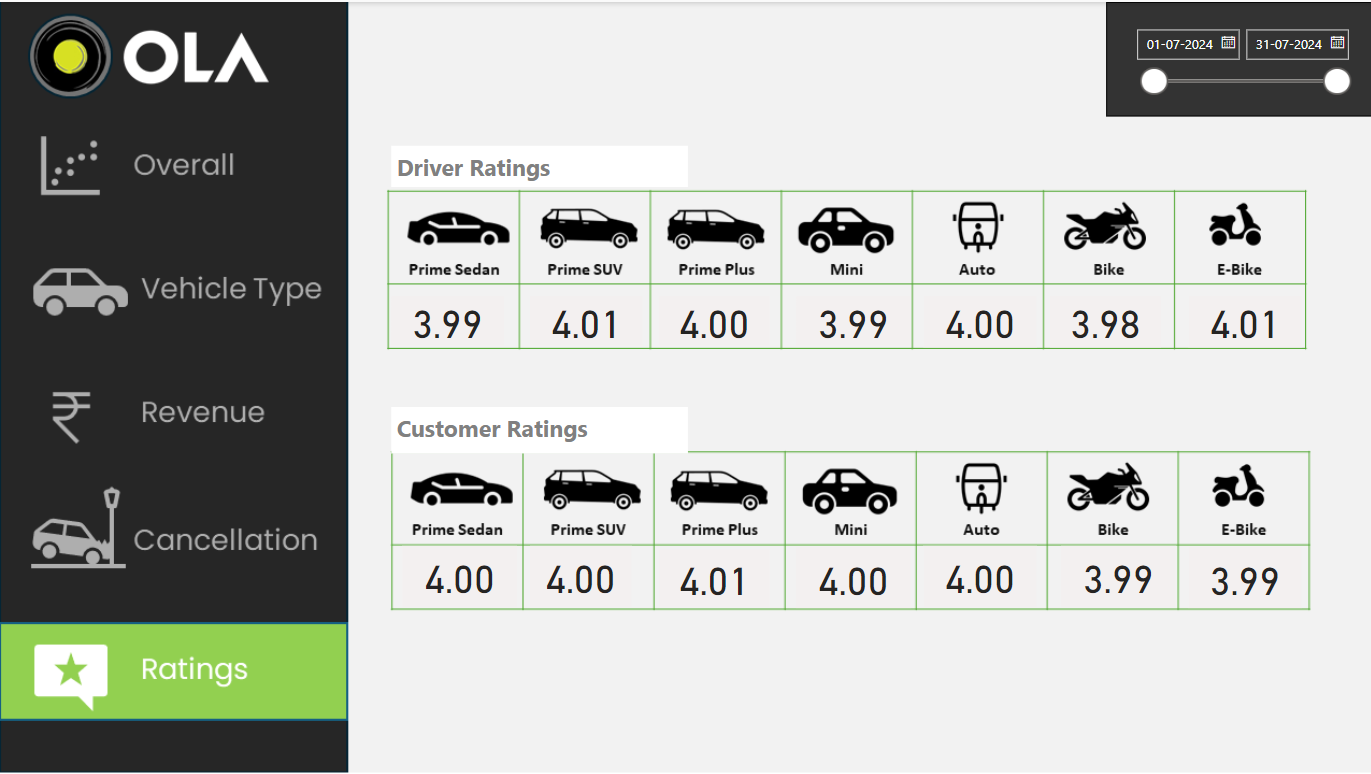 OLA
01-07-2024 31-07-2024
Overall
Vehicle Type
Revenue
Cancellation
Ratings
Driver Ratings
Prime Sedan Prime SUV Prime Plus Mini Auto Bike E-Bike
3.99 4.01 4.00 3.99 4.00 3.98 4.01
Customer Ratings
Prime Sedan Prime SUV Prime Plus Mini Auto Bike E-Bike
4.00 4.00 4.01 4.00 4.00 3.99 3.99